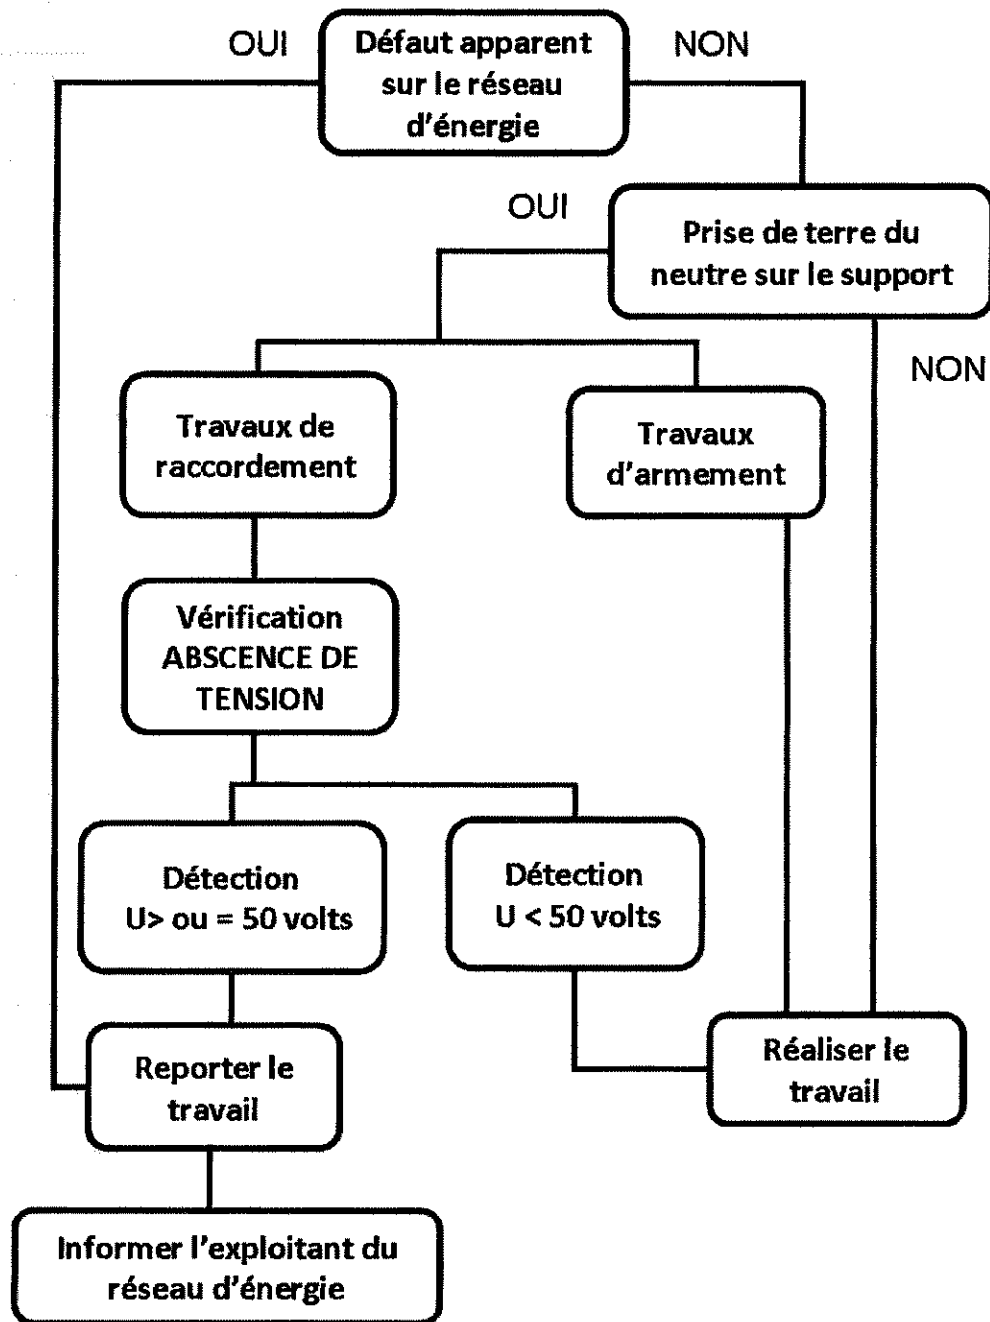 OUI
Défaut apparent
sur le réseau
d'énergie
NON
OUI
Prise de terre du
neutre sur le support
NON
Travaux de
raccordement
Travaux
d'armement
Vérification
ABSCENCE DE
TENSION
Détection
U> ou = 50 volts
Détection
U < 50 volts
Reporter le
travail
Réaliser le
travail
Informer l'exploitant du
réseau d'énergie